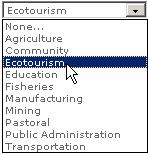 Ecotourism
None...
Agriculture
Community
Ecotourism
Education
Fisheries
Manufacturing
Mining
Pastoral
Public Administration
Transportation